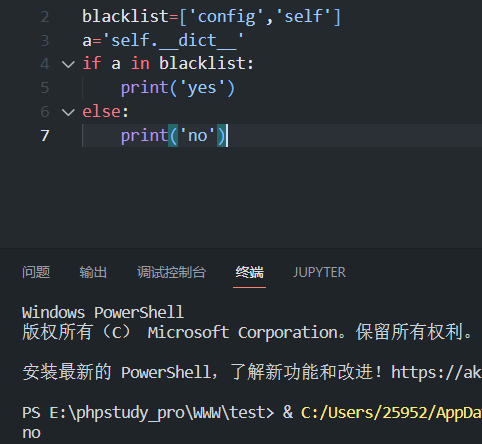 2 blacklist=['config','self']
3 a='self.__dict__'
4 if a in blacklist:
5 print('yes')
6 else:
7 print('no')
问题 输出 调试控制台 终端 JUPYTER
Windows PowerShell
版权所有 (C) Microsoft Corporation。保留所有权利。
安装最新的 PowerShell，了解新功能和改进！https://ak
PS E:\phpstudy_pro\WWW\test> & C:/Users/25952/AppDa
no